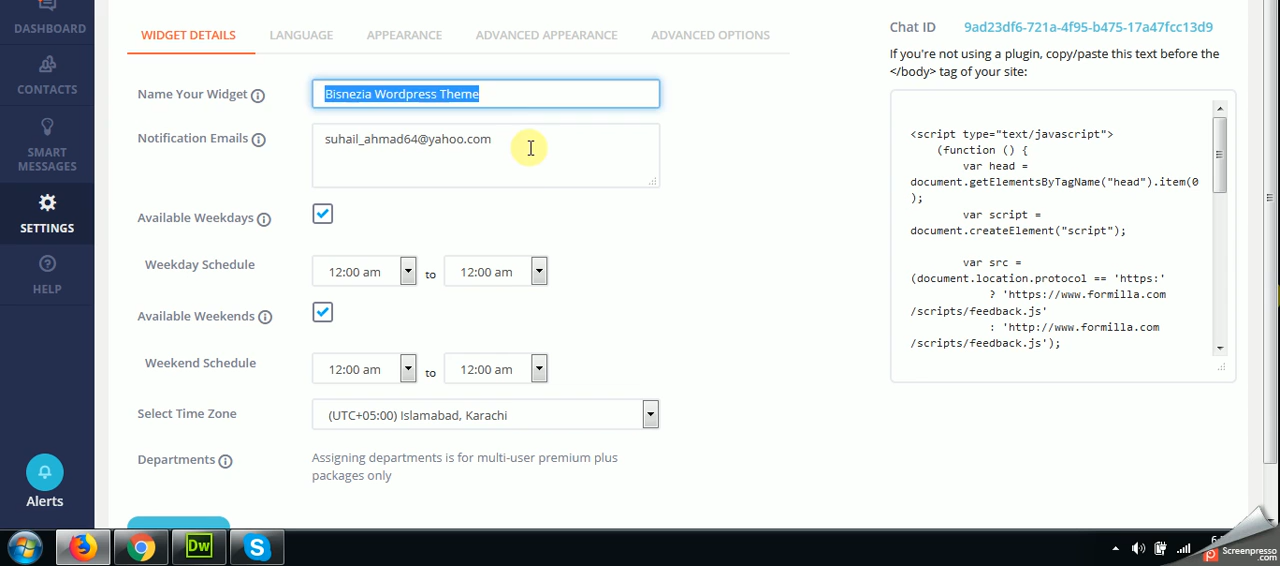 DASHBOARD
CONTACTS
SMART
MESSAGES
SETTINGS
HELP
Alerts
WIDGET DETAILS
LANGUAGE
APPEARANCE
ADVANCED APPEARANCE
ADVANCED OPTIONS
Name Your Widget
Bisnezia Wordpress Theme
Notification Emails
suhail_ahmad64@yahoo.com
Available Weekdays
Weekday Schedule
12:00 am to 12:00 am
Available Weekends
Weekend Schedule
12:00 am to 12:00 am
Select Time Zone
(UTC+05:00) Islamabad, Karachi
Departments
Assigning departments is for multi-user premium plus
packages only
Chat ID 9ad23df6-721a-4f95-b475-17a47fcc13d9
If you're not using a plugin, copy/paste this text before the
</body> tag of your site:
<script type="text/javascript">
(function () {
var head =
document.getElementsByTagName("head").item(0
);
var script =
document.createElement("script");
var src =
(document.location.protocol == 'https:'
? 'https://www.formilla.com
/scripts/feedback.js'
: 'http://www.formilla.com
/scripts/feedback.js');
Dw
Screenpresso
.com